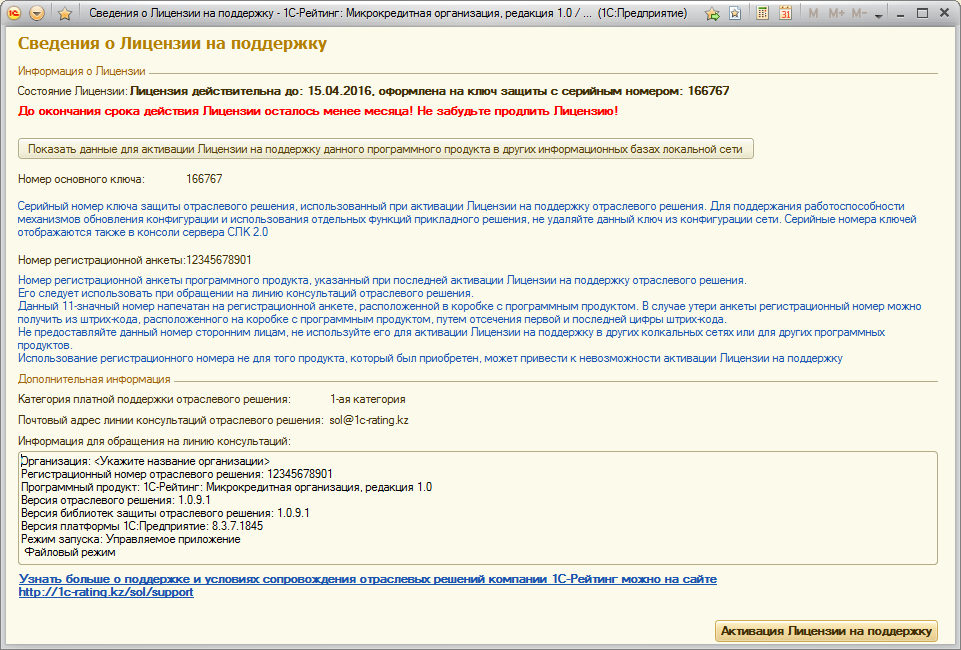 Сведения о Лицензии на поддержку - 1С-Рейтинг: Микрокредитная организация, редакция 1.0 / ... (1С:Предприятие)
31
M M+ M-
Сведения о Лицензии на поддержку
Информация о Лицензии
Состояние Лицензии: Лицензия действительна до: 15.04.2016, оформлена на ключ защиты с серийным номером: 166767
До окончания срока действия Лицензии осталось менее месяца! Не забудьте продлить Лицензию!
Показать данные для активации Лицензии на поддержку данного программного продукта в других информационных базах локальной сети
Номер основного ключа: 166767
Серийный номер ключа защиты отраслевого решения, использованный при активации Лицензии на поддержку отраслевого решения. Для поддержания работоспособности
механизмов обновления конфигурации и использования отдельных функций прикладного решения, не удаляйте данный ключ из конфигурации сети. Серийные номера ключей
отображаются также в консоли сервера СЛК 2.0
Номер регистрационной анкеты:12345678901
Номер регистрационной анкеты программного продукта, указанный при последней активации Лицензии на поддержку отраслевого решения.
Его следует использовать при обращении на линию консультаций отраслевого решения.
Данный 11-значный номер напечатан на регистрационной анкете, расположенной в коробке с программным продуктом. В случае утери анкеты регистрационный номер можно
получить из штрих-кода, расположенного на коробке с программным продуктом, путем отсечения первой и последней цифры штрих-кода.
Не предоставляйте данный номер сторонним лицам, не используйте его для активации Лицензии на поддержку в других колкальных сетях или для других программных
продуктов.
Использование регистрационного номера не для того продукта, который был приобретен, может привести к невозможности активации Лицензии на поддержку
Дополнительная информация
Категория платной поддержки отраслевого решения: 1-ая категория
Почтовый адрес линии консультаций отраслевого решения: sol@1c-rating.kz
Информация для обращения на линию консультаций:
Организация: <Укажите название организации>
Регистрационный номер отраслевого решения: 12345678901
Программный продукт: 1С-Рейтинг: Микрокредитная организация, редакция 1.0
Версия отраслевого решения: 1.0.9.1
Версия библиотек защиты отраслевого решения: 1.0.9.1
Версия платформы 1С:Предприятие: 8.3.7.1845
Режим запуска: Управляемое приложение
Файловый режим
Узнать больше о поддержке и условиях сопровождения отраслевых решений компании 1С-Рейтинг можно на сайте
http://1c-rating.kz/sol/support
Активация Лицензии на поддержку